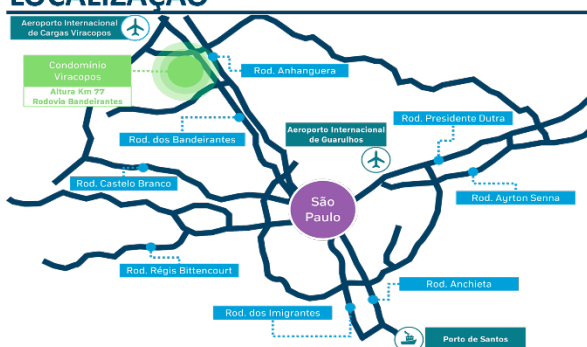 LOCALIZAÇÃO
Aeroporto Internacional
de Cargas Viracopos
Condomínio
Viracopos
Altura Km 77
Rodovia Bandeirantes
Rod. Anhanguera
Rod. dos Bandeirantes
Aeroporto Internacional
de Guarulhos
Rod. Presidente Dutra
Rod. Castelo Branco
Rod. Ayrton Senna
São
Paulo
Rod. Régis Bittencourt
Rod. Anchieta
Rod. dos Imigrantes
Porto de Santos